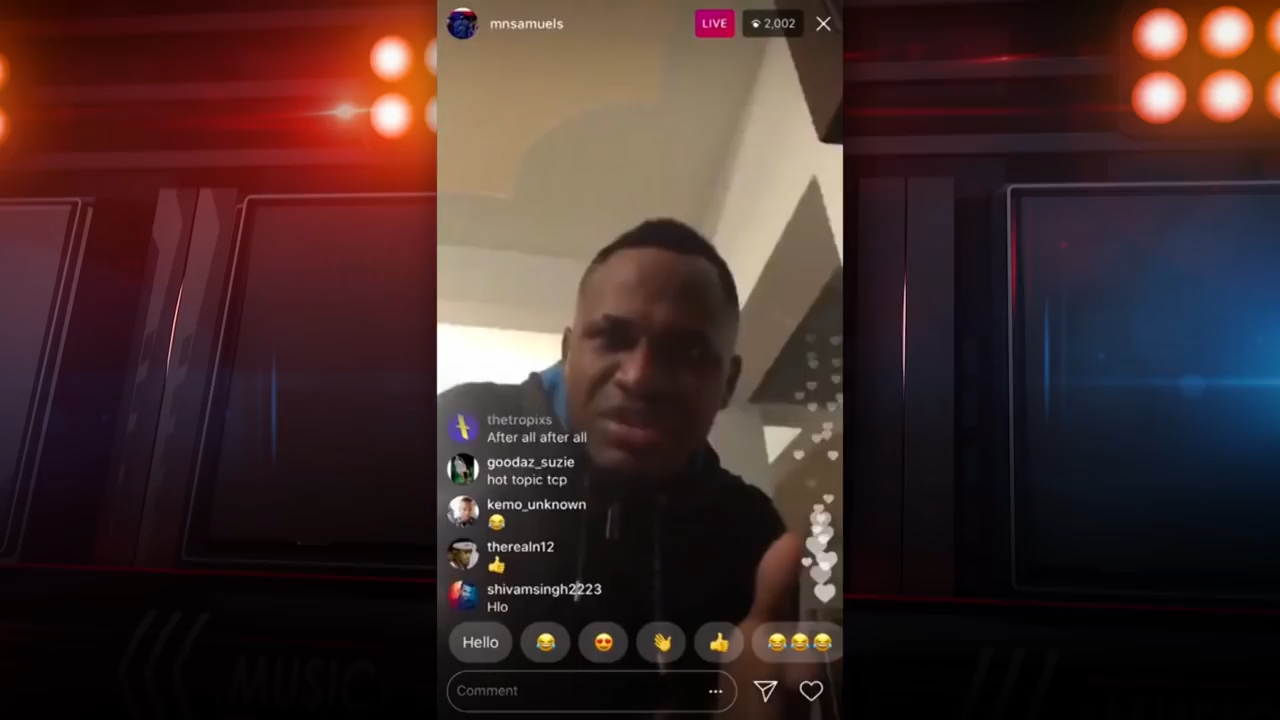 mnsamuels
LIVE
2,002
thetropixs
After all after all
goodaz_suzie
hot topic tcp
kemo_unknown
😂
therealn12
👍
shivamsingh2223
Hlo
Hello 😂 😍 👋 👍 😂😂😂
Comment
MUSIC